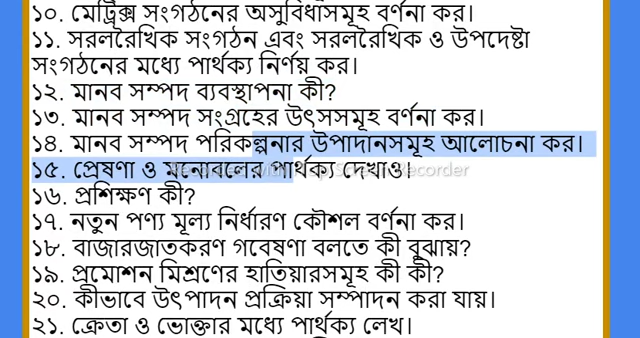 ১০. মেট্রিক্স সংগঠনের অসুবিধাসমূহ বর্ণনা কর।
১১. সরলরৈখিক সংগঠন এবং সরলরৈখিক ও উপদেষ্টা
সংগঠনের মধ্যে পার্থক্য নির্ণয় কর।
১২. মানব সম্পদ ব্যবস্থাপনা কী?
১৩. মানব সম্পদ সংগ্রহের উৎসসমূহ বর্ণনা কর।
১৪. মানব সম্পদ পরিকল্পনার উপাদানসমূহ আলোচনা কর।
১৫. প্রেষণা ও মনোবলের পার্থক্য দেখাও।
Recorder
১৬. প্রশিক্ষণ কী?
১৭. নতুন পণ্য মূল্য নির্ধারণ কৌশল বর্ণনা কর।
১৮. বাজারজাতকরণ গবেষণা বলতে কী বুঝায়?
১৯. প্রমোশন মিশ্রণের হাতিয়ারসমূহ কী কী?
২০. কীভাবে উৎপাদন প্রক্রিয়া সম্পাদন করা যায়।
২১. ক্রেতা ও ভোক্তার মধ্যে পার্থক্য লেখ।